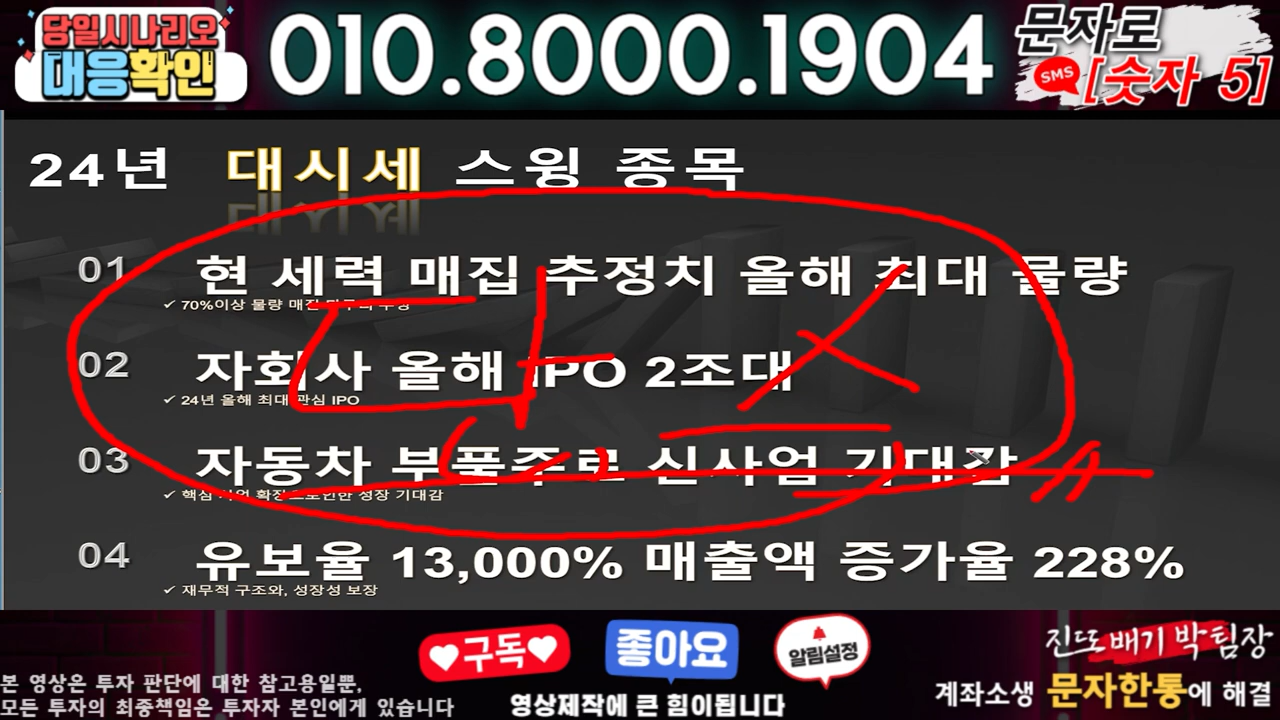 당일시나리오
대응확인
010.8000.1904
문자로
SMS [숫자 5]
24년 대시세 스윙 종목
01 현 세력 매집 추정치 올해 최대 물량
✓ 70%이상 물량 매집
02 자회사 올해 IPO 2조대
✓ 24년 올해 최대 관심 IPO
03 자동차 부품주로 신사업 기대감
✓ 핵심 사업 확장으로인한 성장 기대감
04 유보율 13,000% 매출액 증가율 228%
✓ 재무적 구조와, 성장성 보장
구독
좋아요
알림설정
영상제작에 큰 힘이됩니다
본 영상은 투자 판단에 대한 참고용일뿐,
모든 투자의 최종책임은 투자자 본인에게 있습니다
진또배기 박팀장
계좌소생 문자한통에 해결